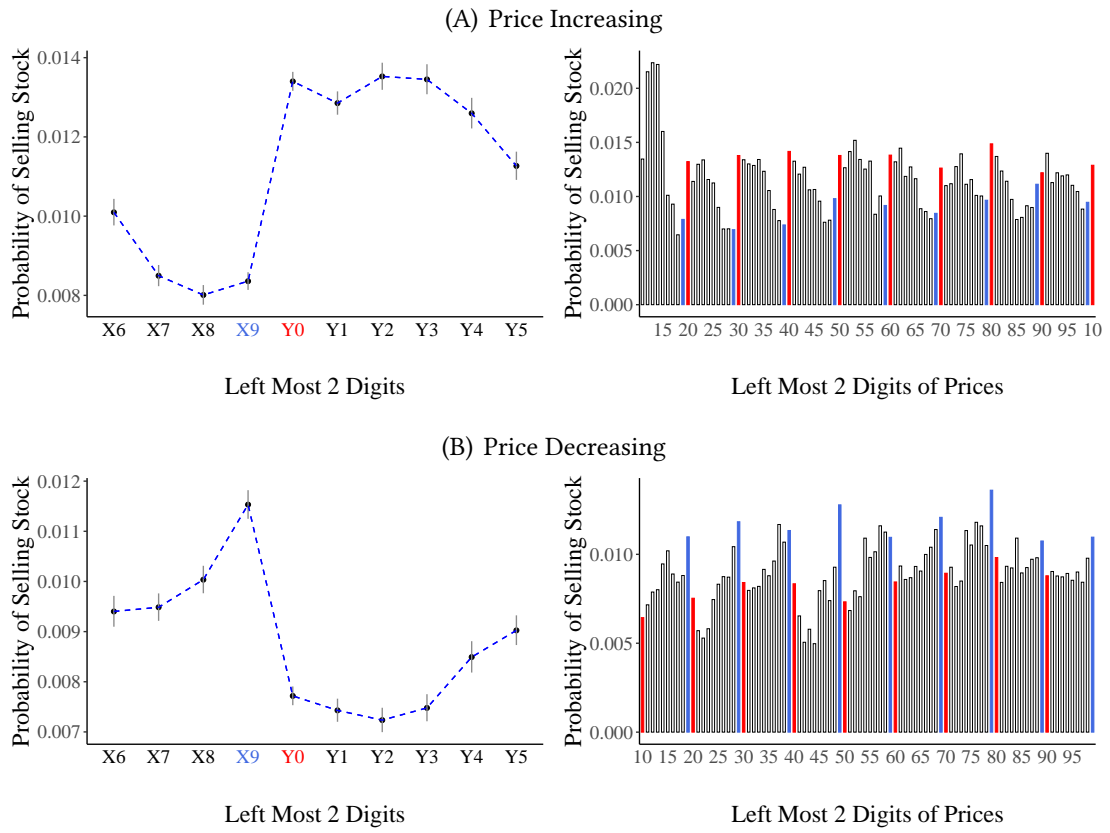 (A) Price Increasing
Probability of Selling Stock
0.014
0.012
0.010
0.008
X6 X7 X8 X9 Y0 Y1 Y2 Y3 Y4 Y5
Left Most 2 Digits
Probability of Selling Stock
0.020
0.015
0.010
0.005
0.000
15 20 25 30 35 40 45 50 55 60 65 70 75 80 85 90 95 10
Left Most 2 Digits of Prices
(B) Price Decreasing
Probability of Selling Stock
0.012
0.011
0.010
0.009
0.008
0.007
X6 X7 X8 X9 Y0 Y1 Y2 Y3 Y4 Y5
Left Most 2 Digits
Probability of Selling Stock
0.010
0.005
0.000
10 15 20 25 30 35 40 45 50 55 60 65 70 75 80 85 90 95
Left Most 2 Digits of Prices